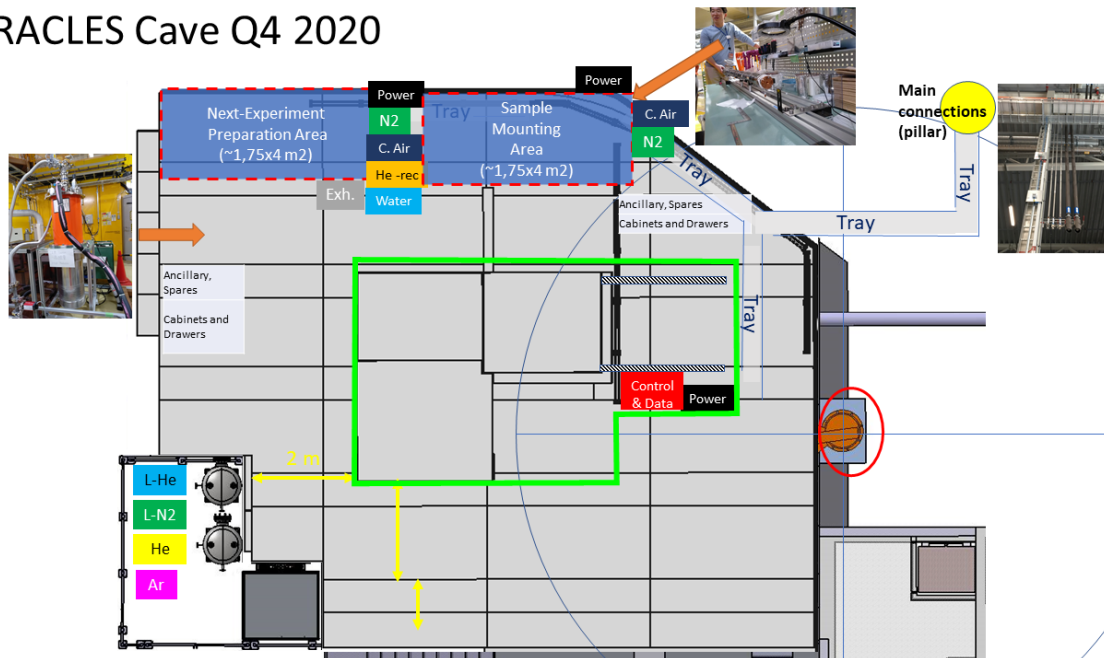 RACLES Cave Q4 2020
Power
Power
Next-Experiment
Preparation Area
(~1,75x4 m2)
N2
C. Air
He -rec
Water
Exh.
Tray
Sample
Mounting
Area
(~1,75x4 m2)
C. Air
N2
Tray
Main
connections
(pillar)
Tray
Tray
Ancillary, Spares
Cabinets and Drawers
Ancillary,
Spares
Cabinets and
Drawers
Tray
Control
& Data
Power
2 m
L-He
L-N2
He
Ar